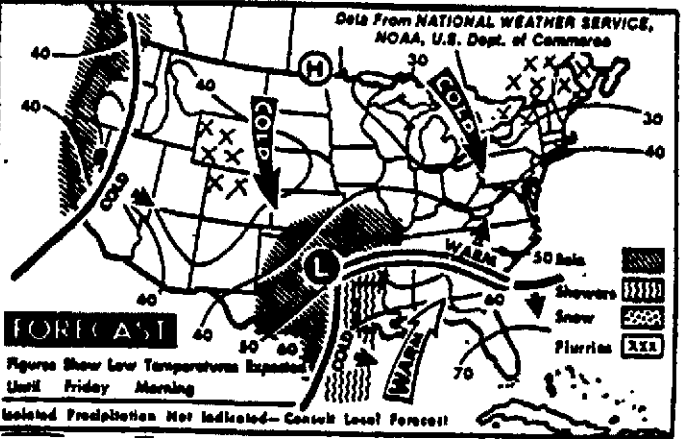 Data From NATIONAL WEATHER SERVICE,
NOAA, U.S. Dept. of Commerce
40
40
40
H
30
COLD
COLD
30
40
COLD
L
WARM
50
Rain
Showers
Snow
Flurries
XXX
60
40
40
50
60
COLD
WARM
70
FORECAST
Figures Show Low Temperatures Expected
Until Friday Morning
Isolated Precipitation Not Indicated– Consult Local Forecast